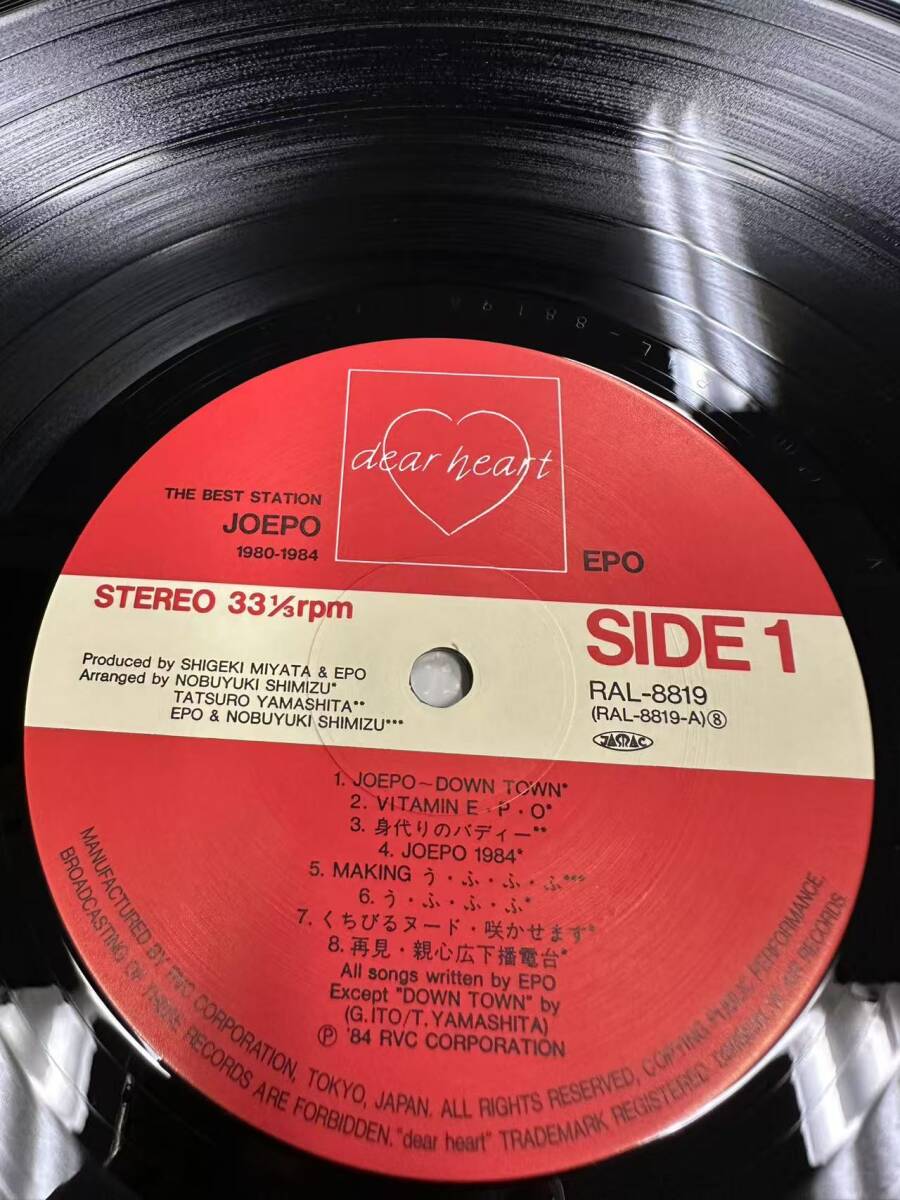 dear heart
THE BEST STATION
JOEPO
1980-1984
EPO
STEREO 33⅓rpm
SIDE 1
Produced by SHIGEKI MIYATA & EPO
Arranged by NOBUYUKI SHIMIZU*
TATSURO YAMASHITA**
EPO & NOBUYUKI SHIMIZU***
RAL-8819
(RAL-8819-A)⑧
JASRAC
1. JOEPO~DOWN TOWN*
2. VITAMIN E・P・O*
3. 身代りのバディー**
4. JOEPO 1984*
5. MAKING う・ふ・ふ・ふ***
6. う・ふ・ふ・ふ*
7. くちびるヌード・咲かせます*
8. 再見・親心広下播電台*
All songs written by EPO
Except "DOWN TOWN" by
(G.ITO/T.YAMASHITA)
Ⓟ '84 RVC CORPORATION
MANUFACTURED BY RVC CORPORATION, TOKYO, JAPAN. ALL RIGHTS RESERVED, COPYING PUBLIC PERFORMANCE,
BROADCASTING OF THESE RECORDS ARE FORBIDDEN. "dear heart" TRADEMARK REGISTERED RECORDS.